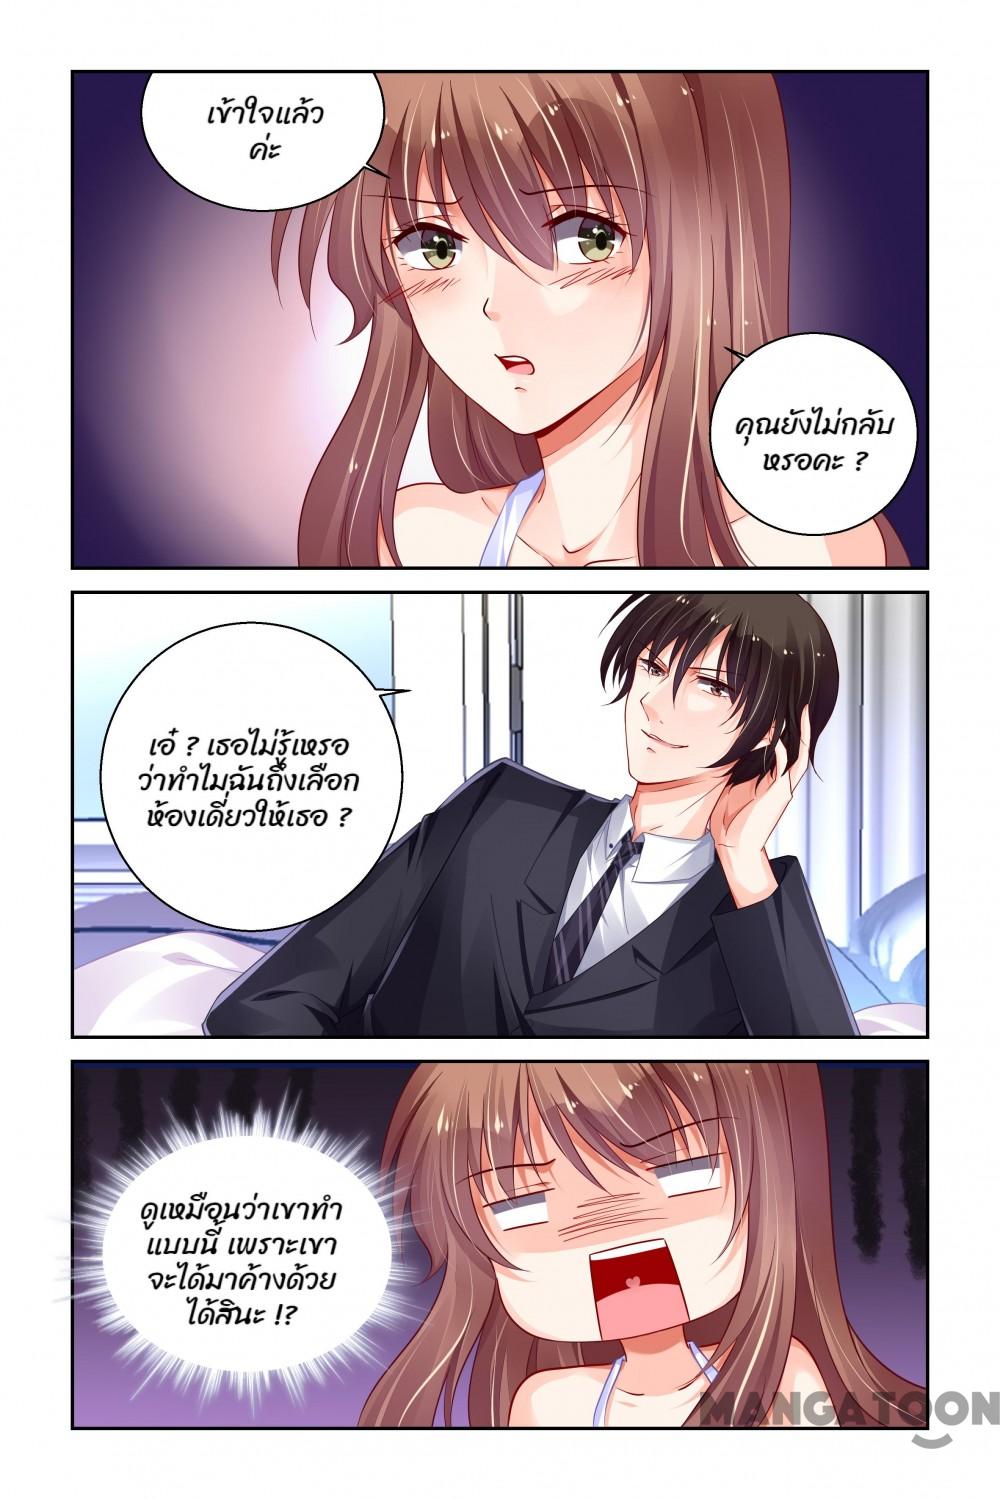 เข้าใจแล้ว
ค่ะ
คุณยังไม่กลับ
หรอคะ ?
เอ๋ ? เธอไม่รู้เหรอ
ว่าทำไมฉันถึงเลือก
ห้องเดี่ยวให้เธอ ?
ดูเหมือนว่าเขาทำ
แบบนี้ เพราะเขา
จะได้มาค้างด้วย
ได้สินะ !?
MANGATOON